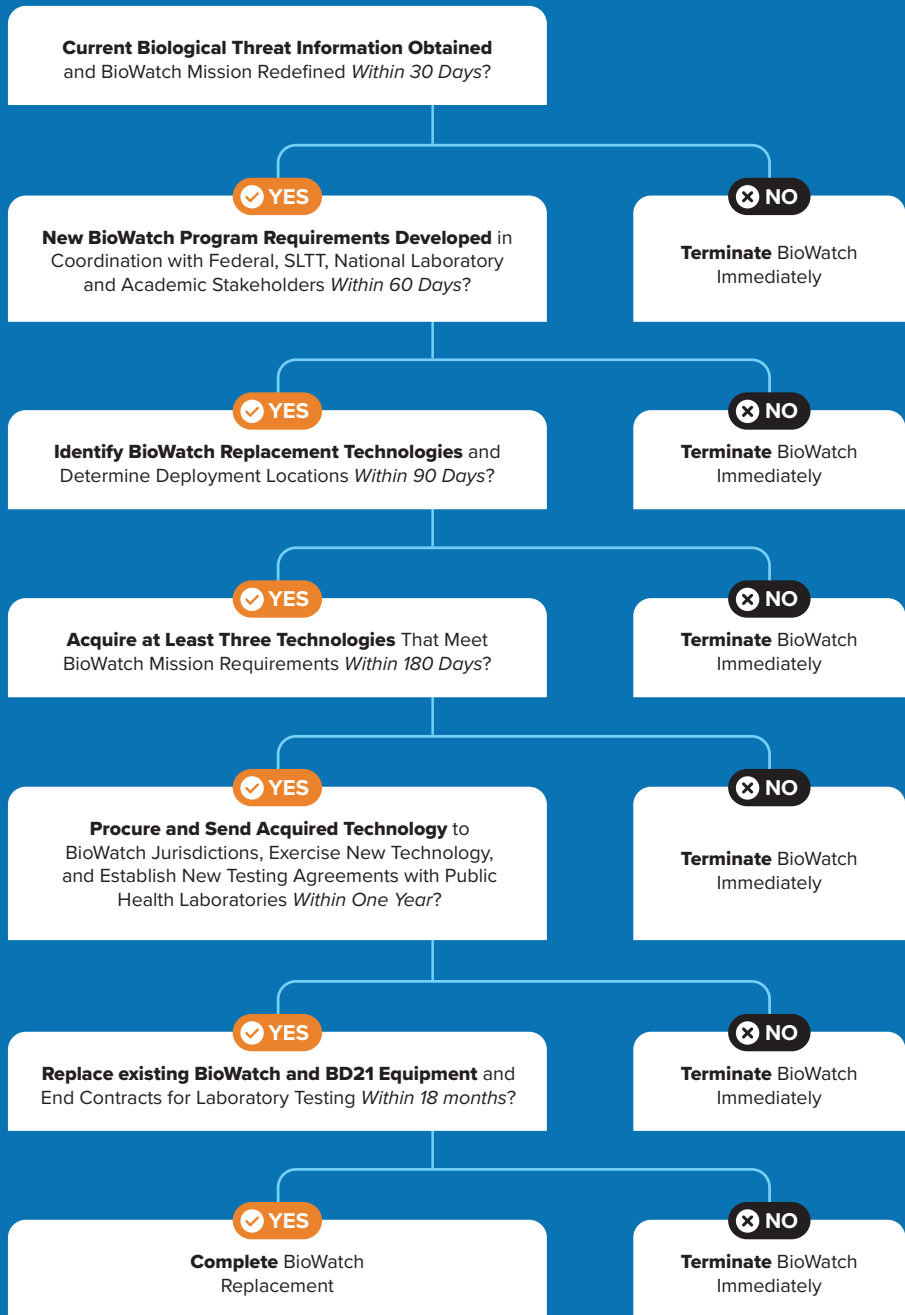 Current Biological Threat Information Obtained
and BioWatch Mission Redefined Within 30 Days?
YES
NO
New BioWatch Program Requirements Developed in
Coordination with Federal, SLTT, National Laboratory
and Academic Stakeholders Within 60 Days?
Terminate BioWatch
Immediately
YES
NO
Identify BioWatch Replacement Technologies and
Determine Deployment Locations Within 90 Days?
Terminate BioWatch
Immediately
YES
NO
Acquire at Least Three Technologies That Meet
BioWatch Mission Requirements Within 180 Days?
Terminate BioWatch
Immediately
YES
NO
Procure and Send Acquired Technology to
BioWatch Jurisdictions, Exercise New Technology,
and Establish New Testing Agreements with Public
Health Laboratories Within One Year?
Terminate BioWatch
Immediately
YES
NO
Replace existing BioWatch and BD21 Equipment and
End Contracts for Laboratory Testing Within 18 months?
Terminate BioWatch
Immediately
YES
NO
Complete BioWatch
Replacement
Terminate BioWatch
Immediately